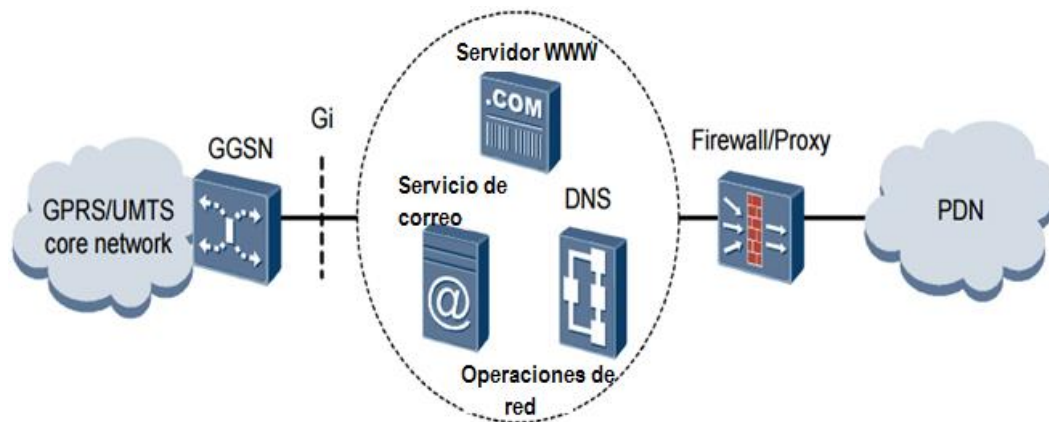 Servidor WWW
.COM
Gi
GGSN
Firewall/Proxy
GPRS/UMTS
core network
Servicio de
correo
DNS
PDN
@
Operaciones de
red